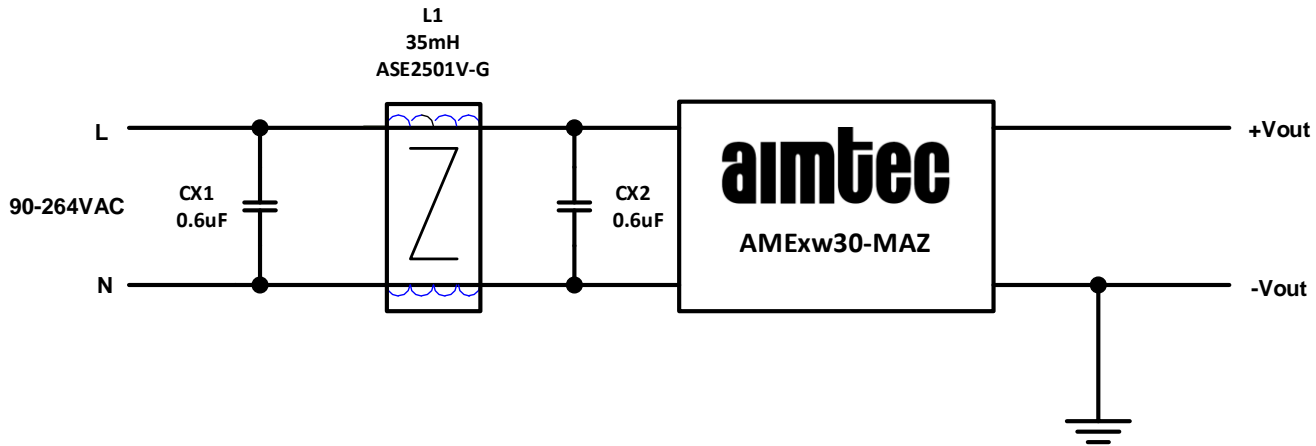 L1
35mH
ASE2501V-G
L
+Vout
90-264VAC
CX1
0.6uF
CX2
0.6uF
aimtec
AMExw30-MAZ
N
-Vout